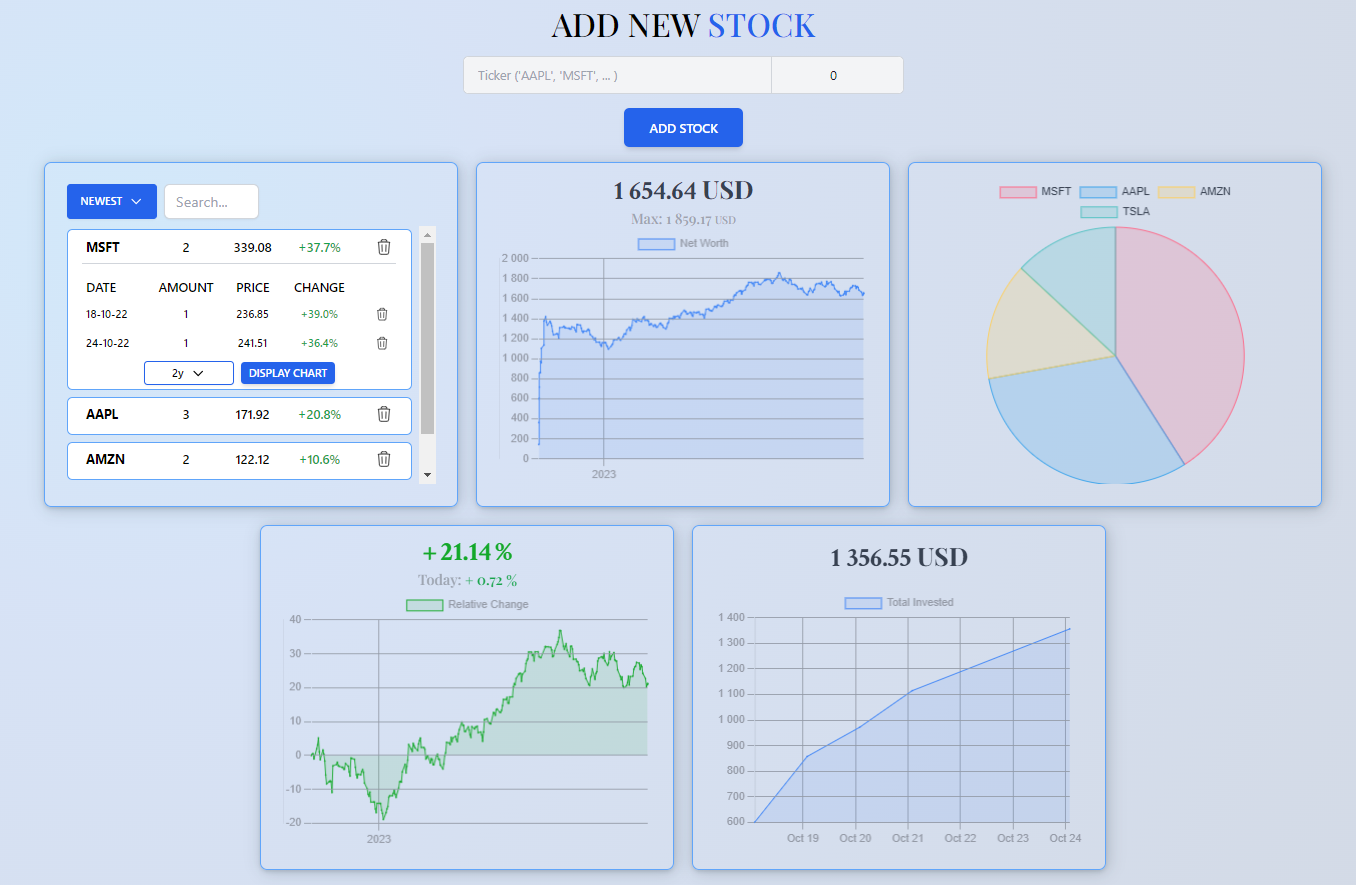 ADD NEW STOCK
Ticker ('AAPL', 'MSFT', ... )
0
ADD STOCK
NEWEST
Search...
MSFT 2 339.08 +37.7%
DATE AMOUNT PRICE CHANGE
18-10-22 1 236.85 +39.0%
24-10-22 1 241.51 +36.4%
2y
DISPLAY CHART
AAPL 3 171.92 +20.8%
AMZN 2 122.12 +10.6%
1 654.64 USD
Max: 1 859.17 USD
Net Worth
2 000
1 800
1 600
1 400
1 200
1 000
800
600
400
200
0
2023
MSFT AAPL AMZN
TSLA
+ 21.14 %
Today: + 0.72 %
Relative Change
40
30
20
10
0
-10
-20
2023
1 356.55 USD
Total Invested
1 400
1 300
1 200
1 100
1 000
900
800
700
600
Oct 19 Oct 20 Oct 21 Oct 22 Oct 23 Oct 24